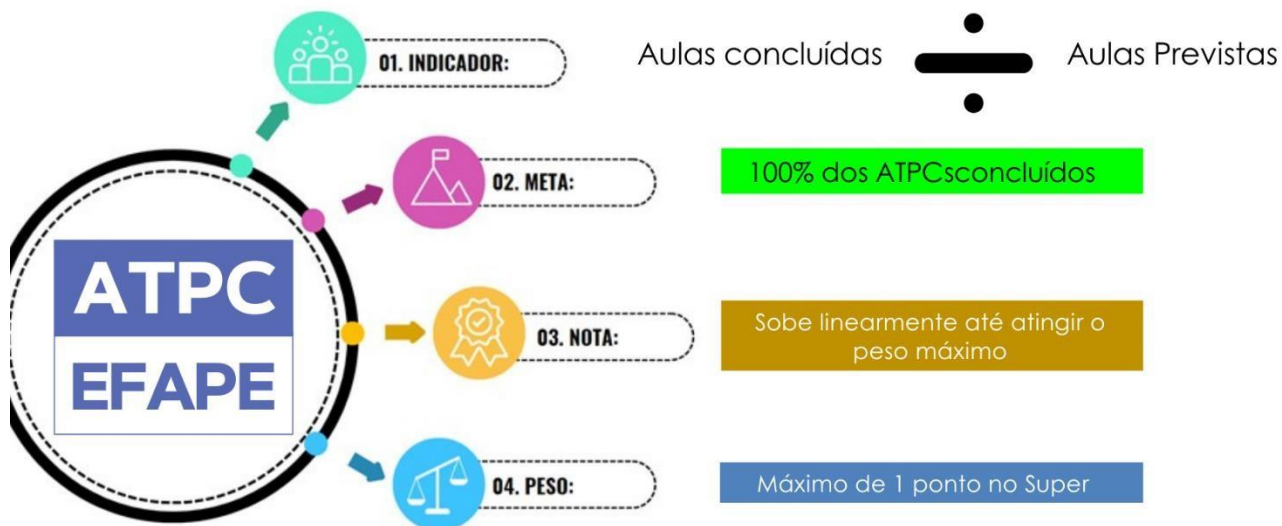 01. INDICADOR:
Aulas concluídas ÷ Aulas Previstas
02. META:
100% dos ATPCsconcluídos
ATPC
EFAPE
03. NOTA:
Sobe linearmente até atingir o
peso máximo
04. PESO:
Máximo de 1 ponto no Super